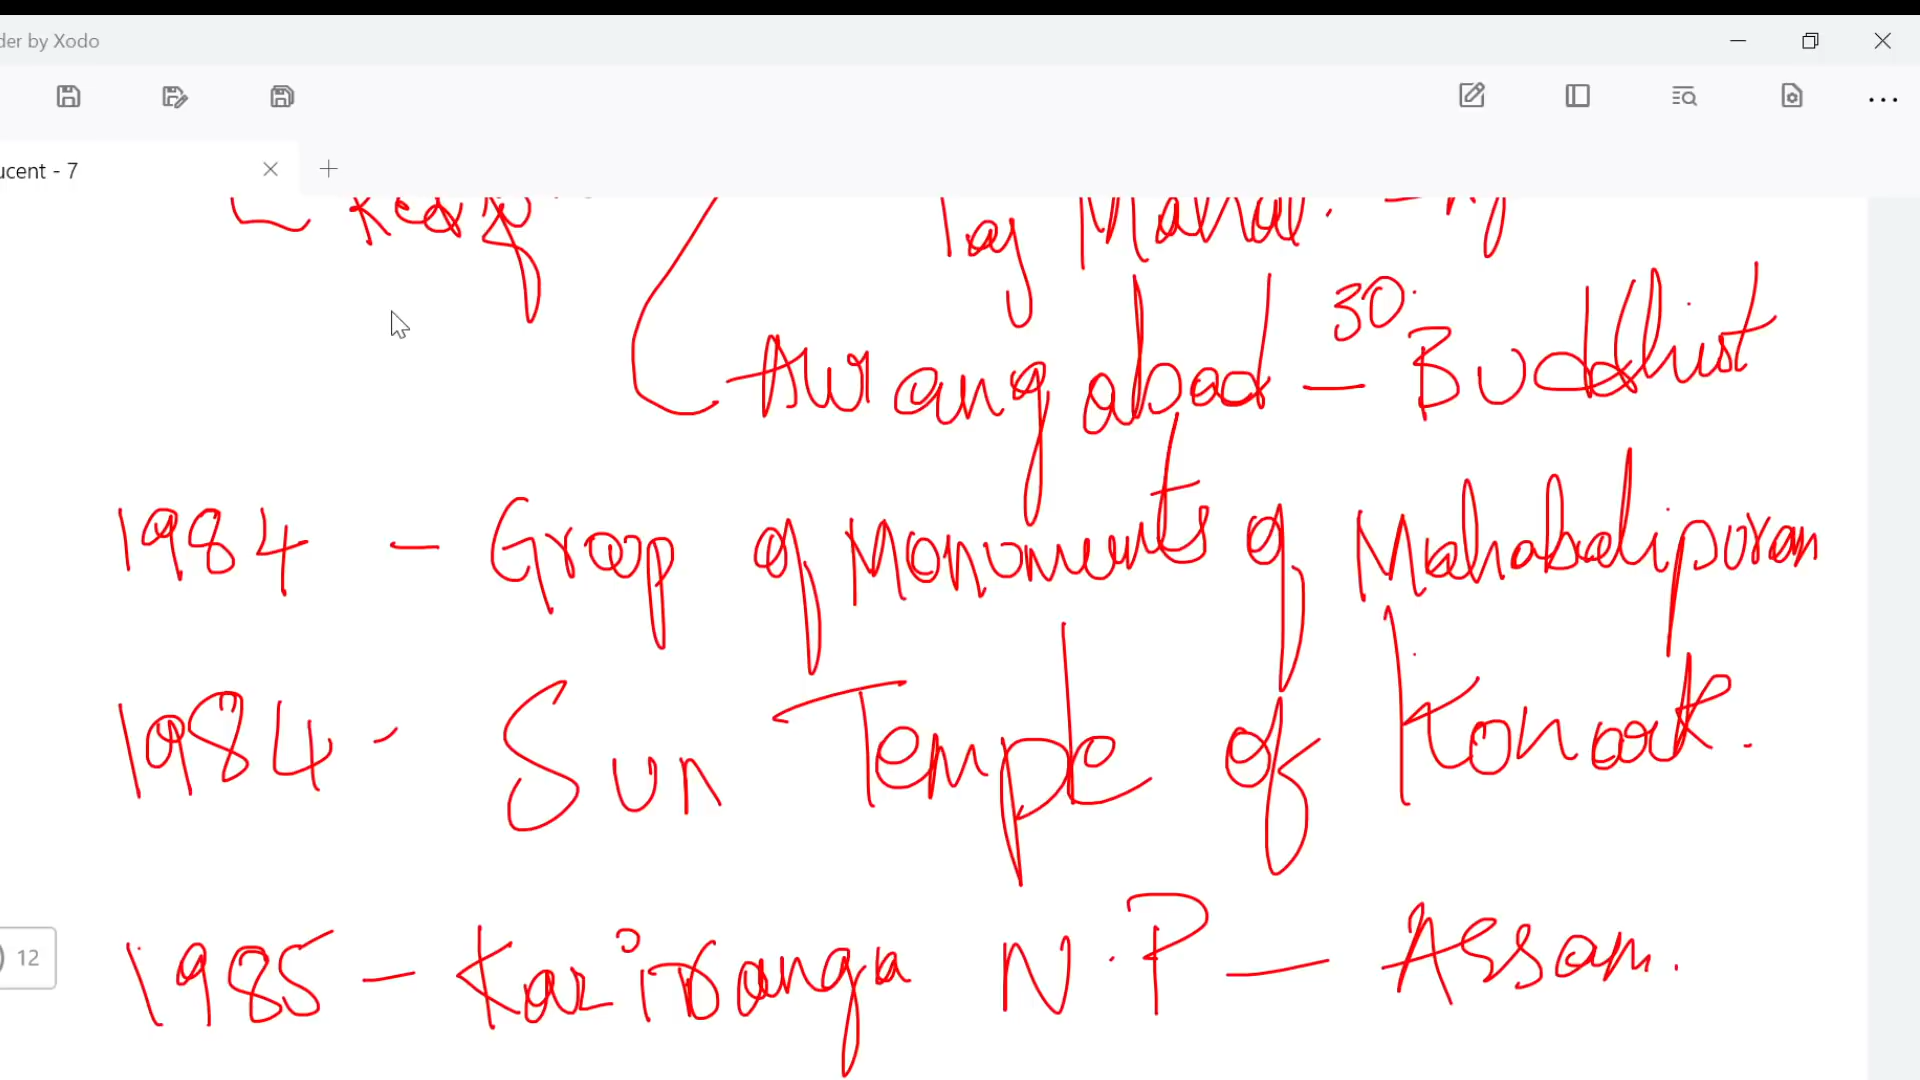 der by Xodo
ucent - 7
Taj Mahal. -
30.
Aurangabad - Buddhist
1984 - Group of Monuments of Mahabalipuram
1984 - Sun Temple of Konark.
12
1985 - Kaziranga N.P - Assam.